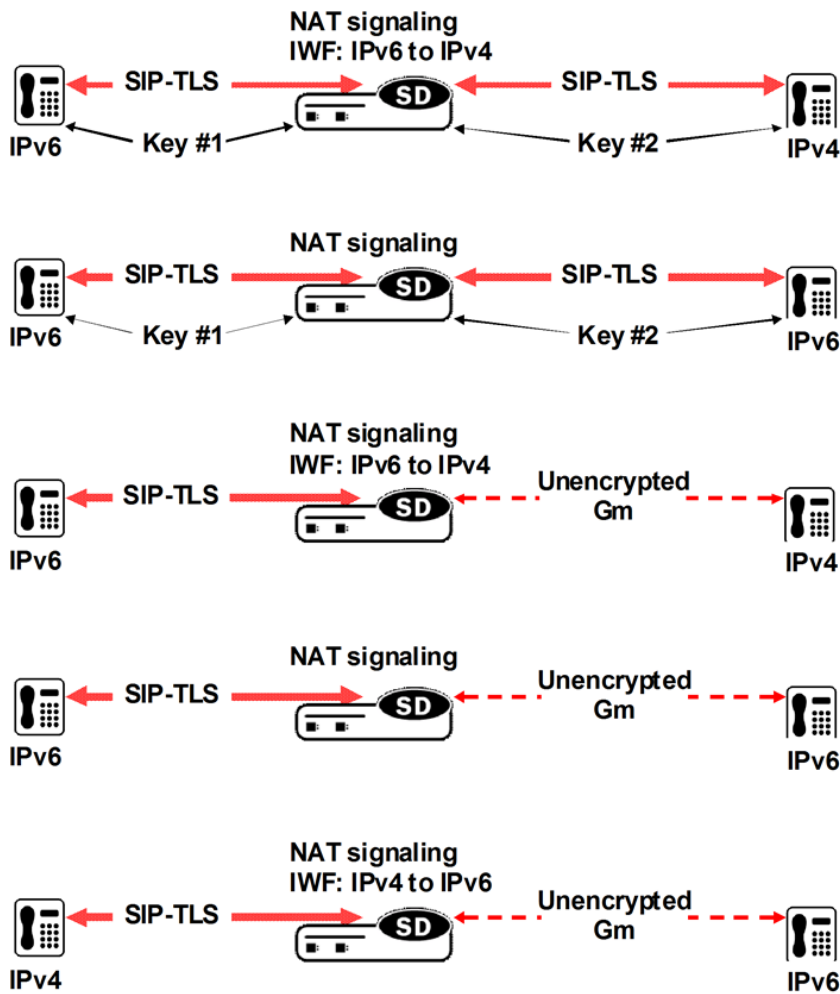 NAT signaling
IWF: IPv6 to IPv4
SIP-TLS
SD
SIP-TLS
IPv6
Key #1
Key #2
IPv4
NAT signaling
SIP-TLS
SD
SIP-TLS
IPv6
Key #1
Key #2
IPv6
NAT signaling
IWF: IPv6 to IPv4
SIP-TLS
SD
Unencrypted
Gm
IPv6
IPv4
NAT signaling
SIP-TLS
SD
Unencrypted
Gm
IPv6
IPv6
NAT signaling
IWF: IPv4 to IPv6
SIP-TLS
SD
Unencrypted
Gm
IPv4
IPv6